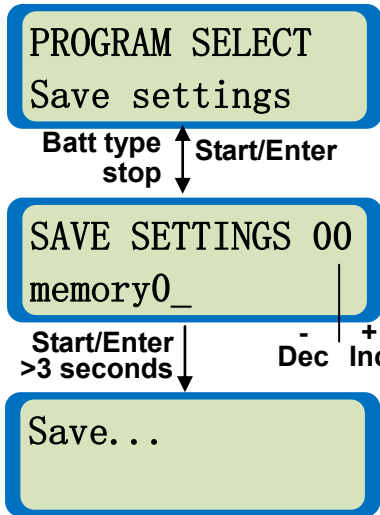 PROGRAM SELECT
Save settings
Batt type
stop
Start/Enter
SAVE SETTINGS 00
memory0_
Start/Enter
>3 seconds
- +
Dec Inc
Save...